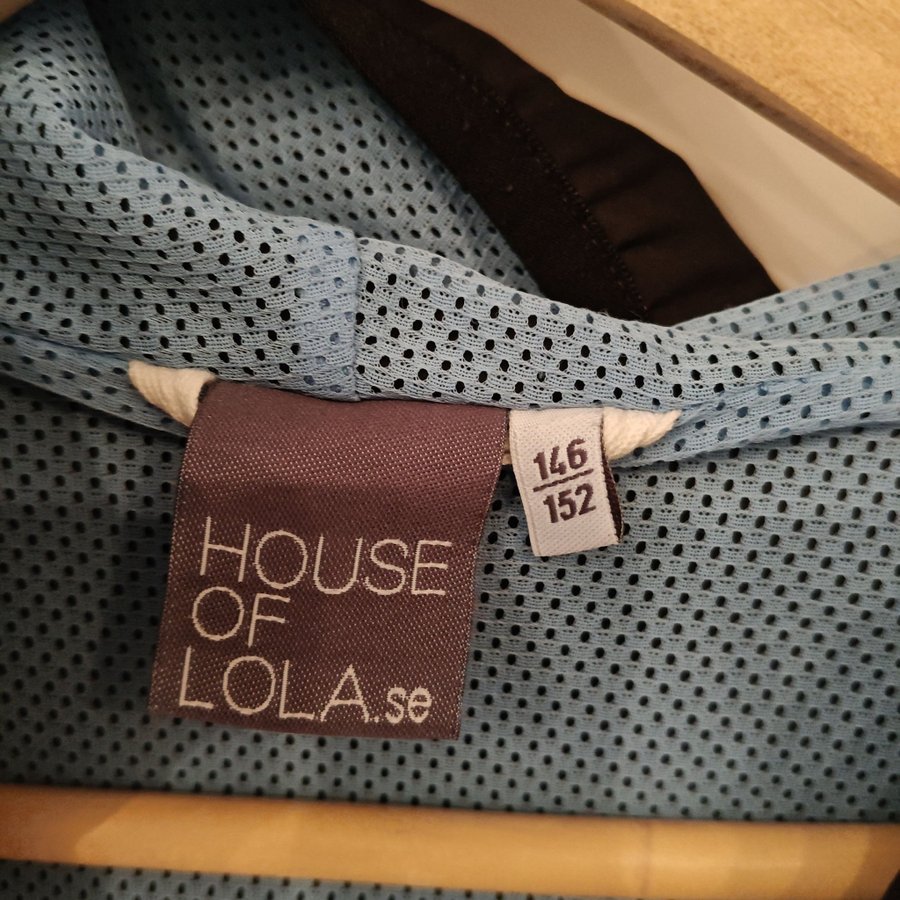 HOUSE
OF
LOLA.se
146
152